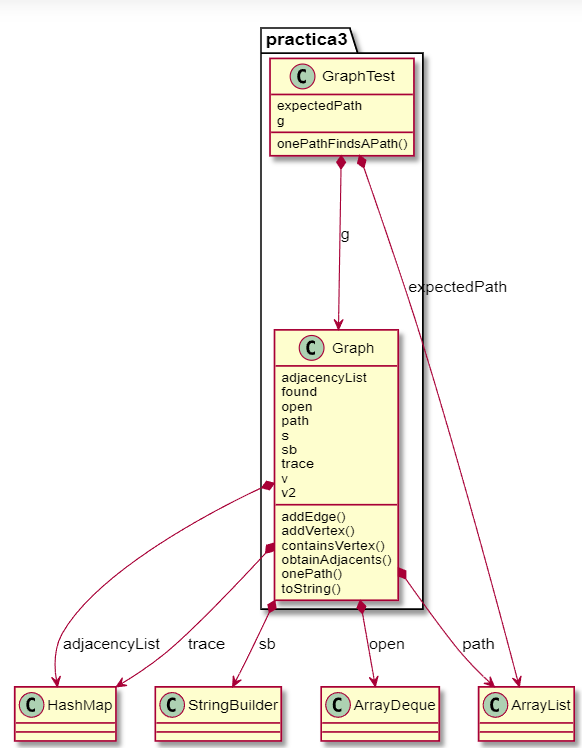 practica3
C GraphTest
expectedPath
g
onePathFindsAPath()
g
expectedPath
C Graph
adjacencyList
found
open
path
s
sb
trace
v
v2
addEdge()
addVertex()
containsVertex()
obtainAdjacents()
onePath()
toString()
adjacencyList trace sb open path
C HashMap C StringBuilder C ArrayDeque C ArrayList